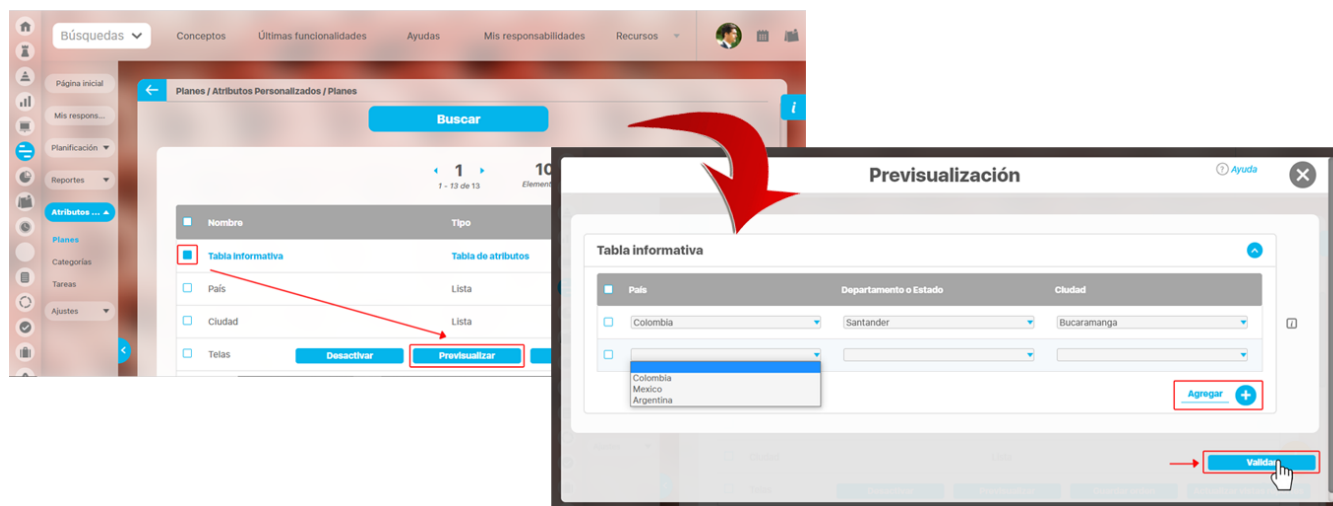 Búsquedas
Conceptos
Últimas funcionalidades
Ayudas
Mis responsabilidades
Recursos
Página inicial
Mis respons...
Planificación
Reportes
Atributos ...
Planes
Categorías
Tareas
Ajustes
Planes / Atributos Personalizados / Planes
i
Buscar
1
10
1 - 13 de 13
Element
Nombre
Tipo
Tabla informativa
Tabla de atributos
País
Lista
Ciudad
Lista
Telas
Desactivar
Previsualizar
Previsualización
Ayuda
Tabla informativa
País
Departamento o Estado
Ciudad
Colombia
Santander
Bucaramanga
Colombia
Mexico
Argentina
Agregar
Validar